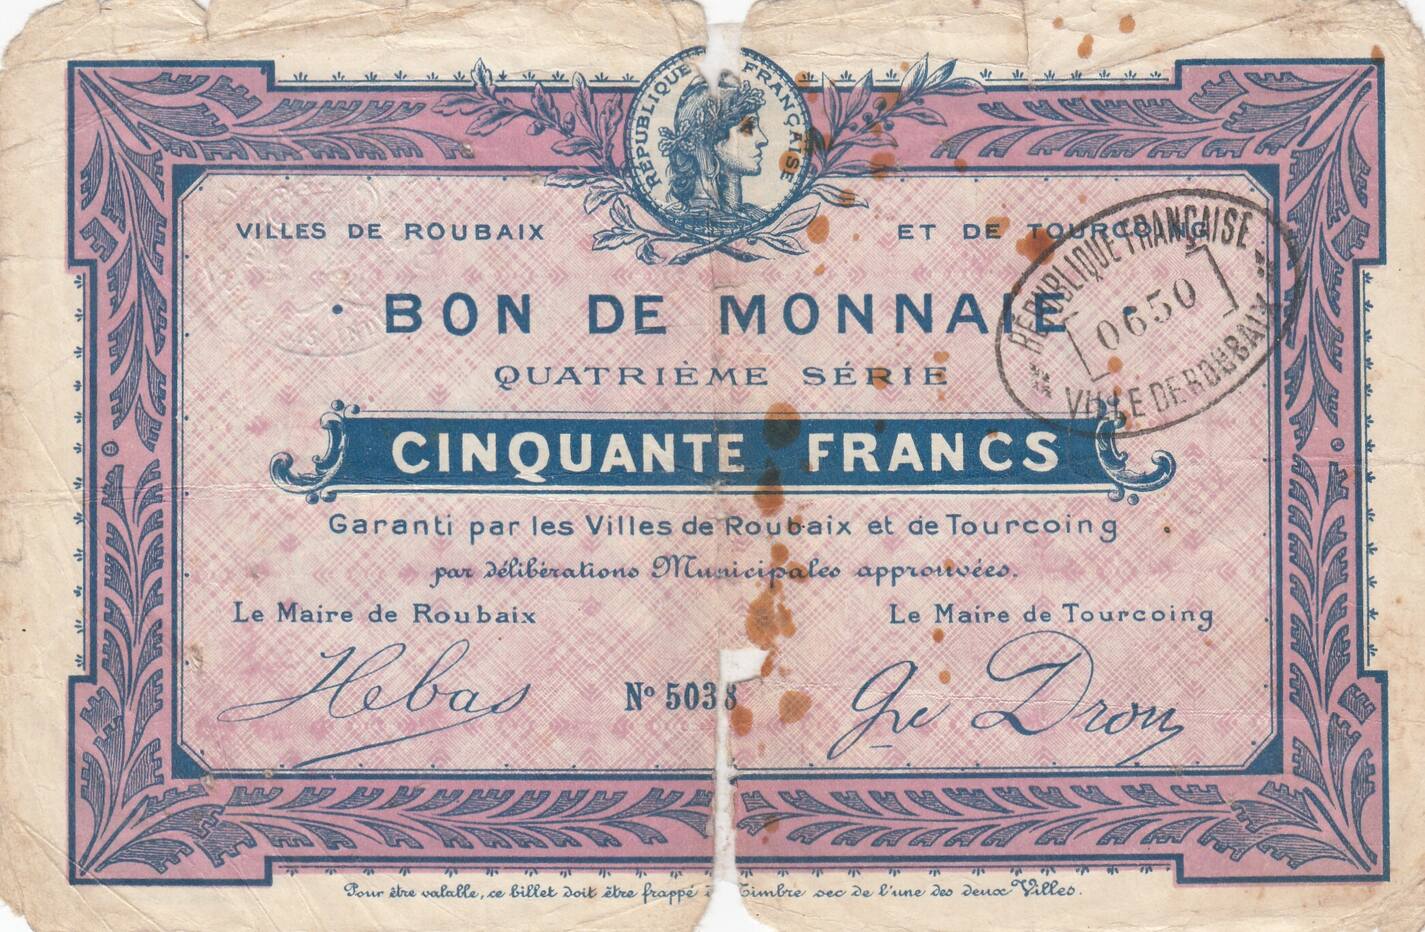 RÉPUBLIQUE FRANÇAISE
VILLES DE ROUBAIX ET DE TOURCOING
· BON DE MONNAIE ·
QUATRIÈME SÉRIE
CINQUANTE FRANCS
Garanti par les Villes de Roubaix et de Tourcoing
par délibérations Municipales approuvées.
Le Maire de Roubaix Le Maire de Tourcoing
Hebas Gve Dron
Nº 5038
Pour être valable, ce billet doit être frappé Timbre sec de l'une des deux Villes.
RÉPUBLIQUE FRANÇAISE
0650
VILLE DE ROUBAIX